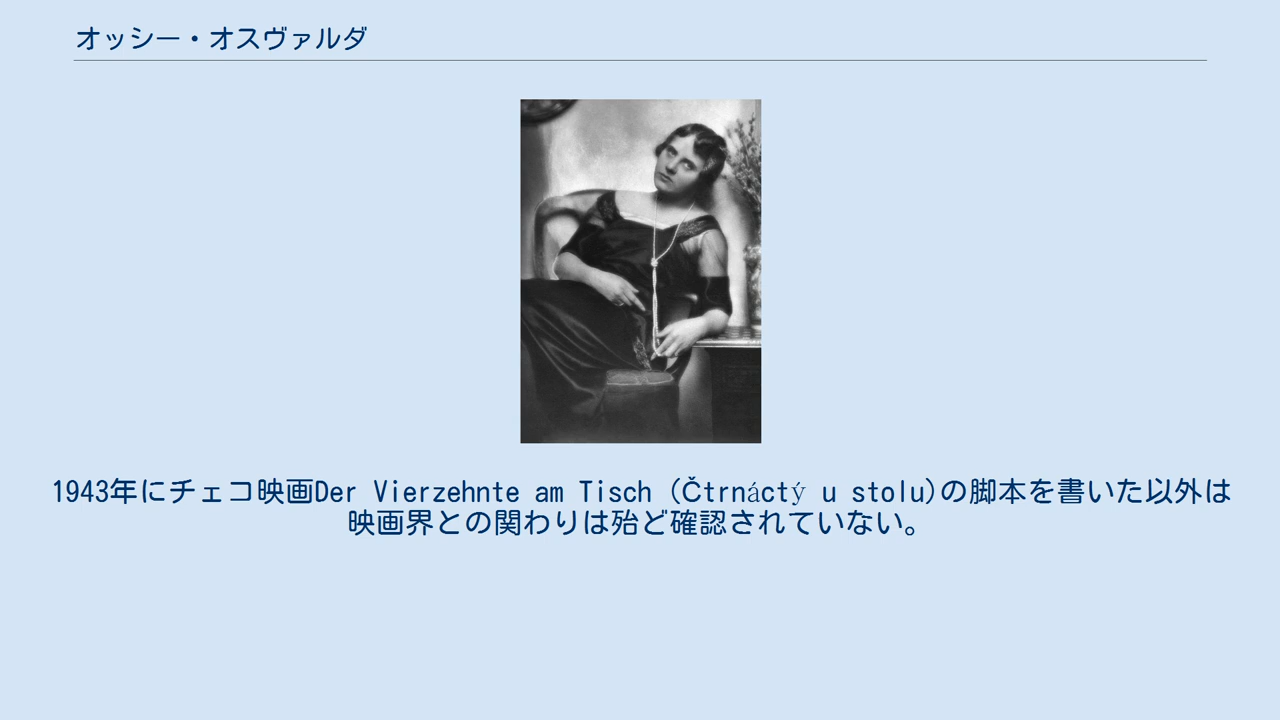 オッシー・オスヴァルダ
1943年にチェコ映画Der Vierzehnte am Tisch (Čtrnáctý u stolu)の脚本を書いた以外は
映画界との関わりは殆ど確認されていない。